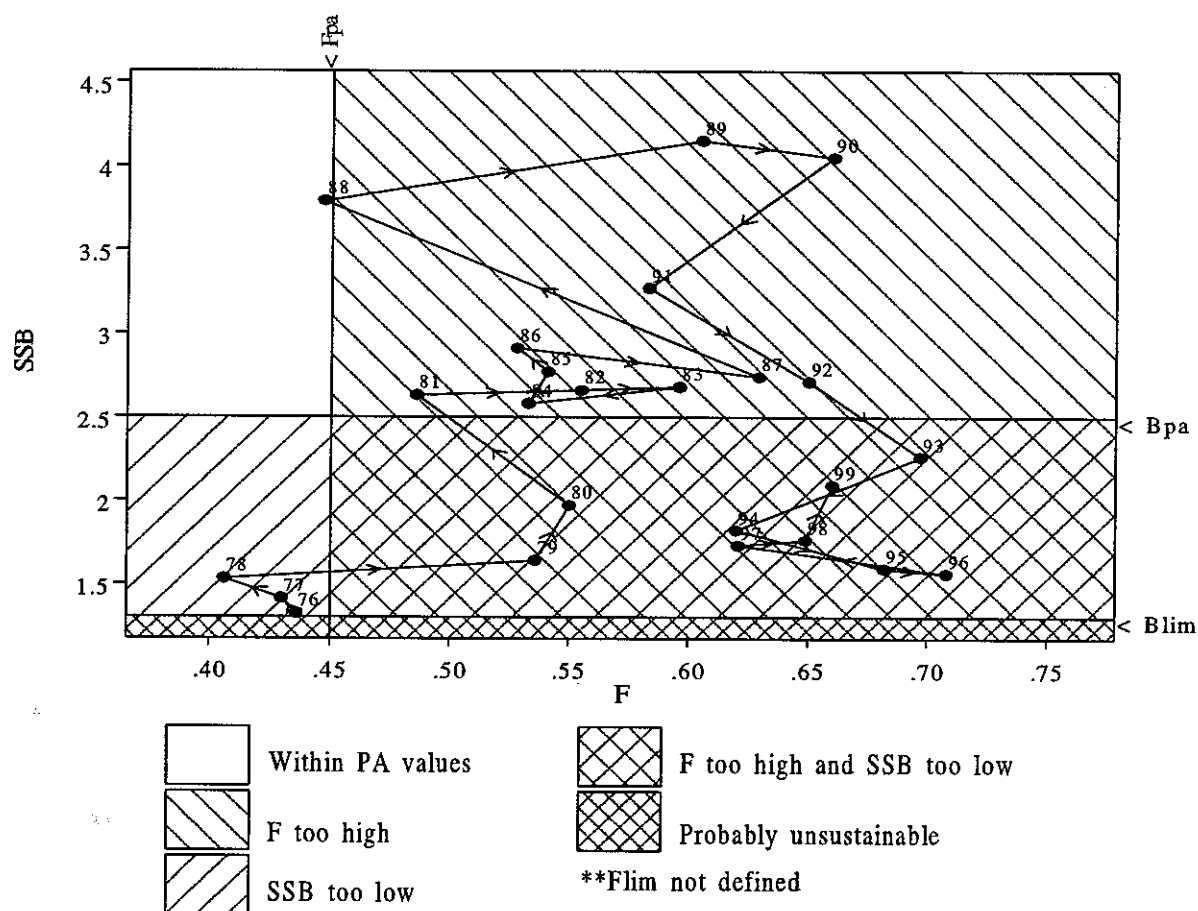 < Fpa
4.5
4
3.5
3
2.5
2
1.5
SSB
89
90
88
91
86
85
87
92
81
82
83
84
< Bpa
93
99
80
94
97
98
79
95
96
78
77
76
< Blim
.40 .45 .50 .55 .60 .65 .70 .75
F
Within PA values
F too high
SSB too low
F too high and SSB too low
Probably unsustainable
**Flim not defined